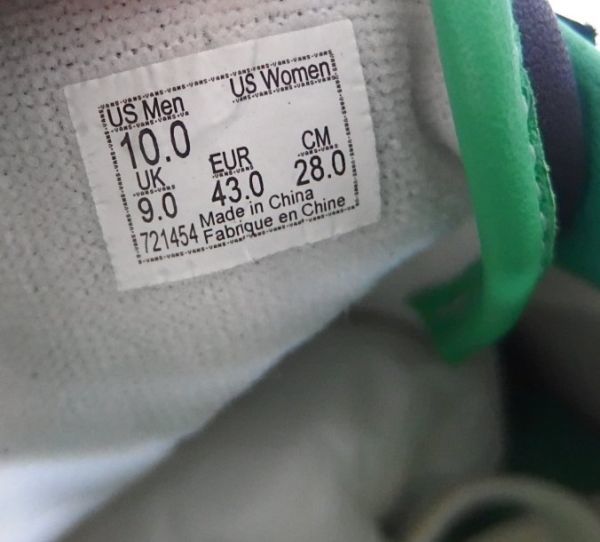 US Men US Women
10.0
UK EUR CM
9.0 43.0 28.0
Made in China
721454 Fabrique en Chine